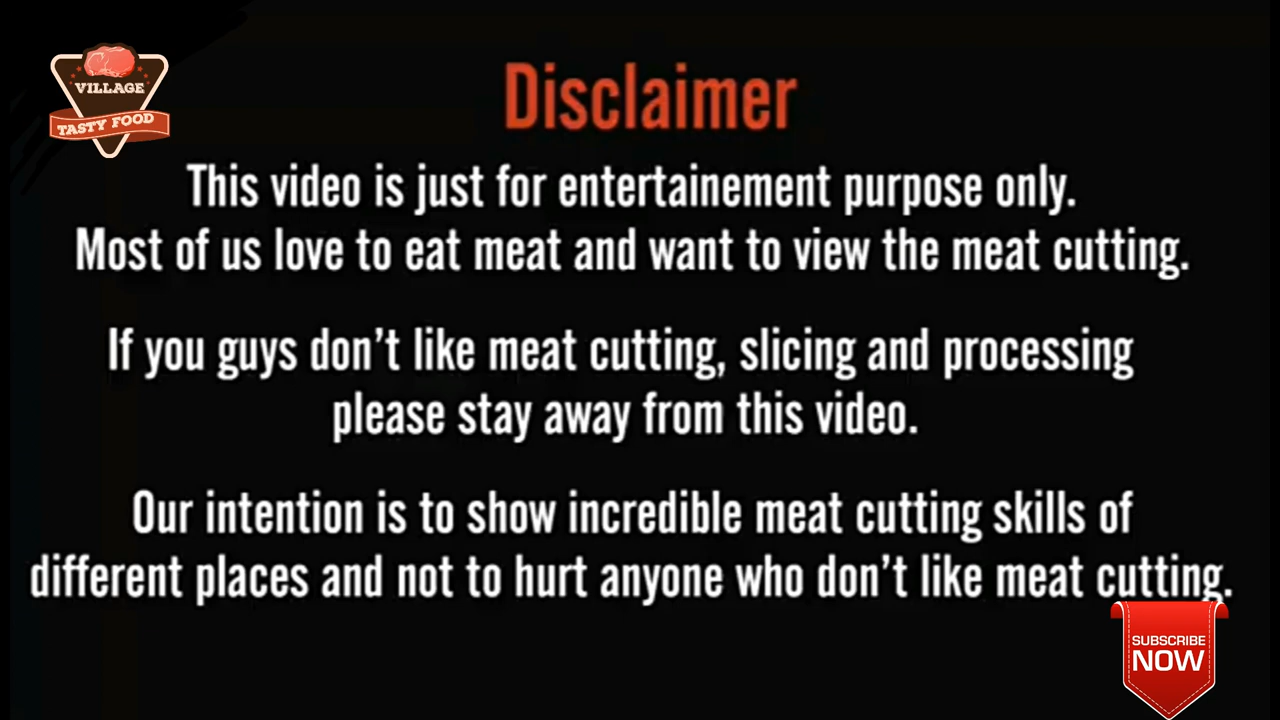 VILLAGE
TASTY FOOD
Disclaimer
This video is just for entertainement purpose only.
Most of us love to eat meat and want to view the meat cutting.
If you guys don't like meat cutting, slicing and processing
please stay away from this video.
Our intention is to show incredible meat cutting skills of
different places and not to hurt anyone who don't like meat cutting.
SUBSCRIBE
NOW